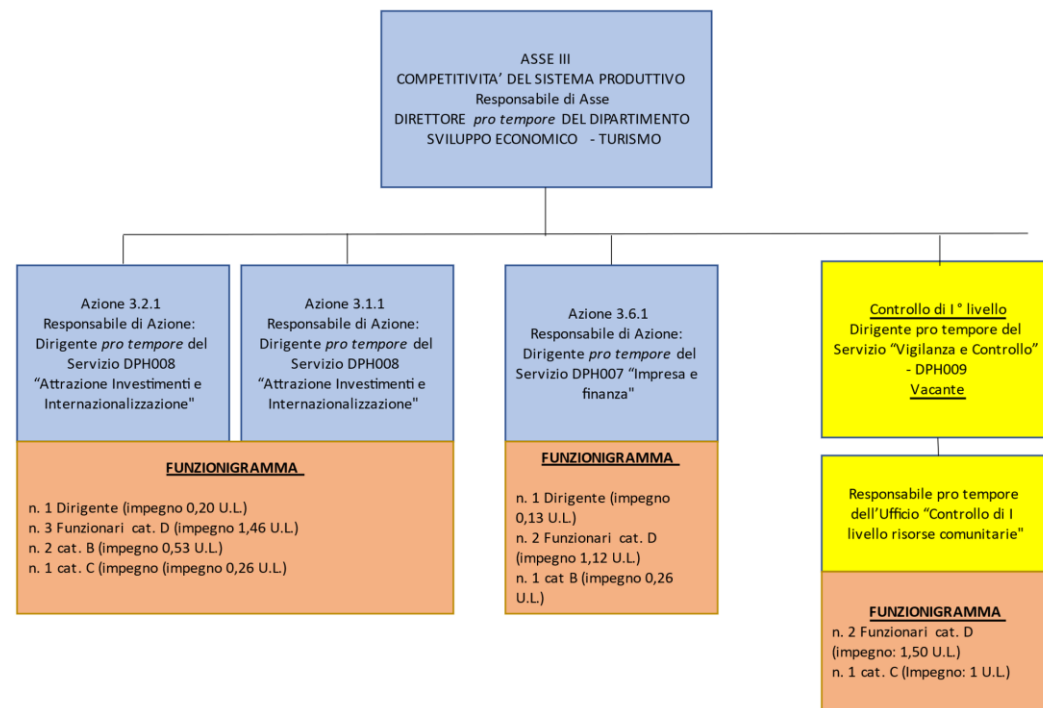 ASSE III
COMPETITIVITA’ DEL SISTEMA PRODUTTIVO
Responsabile di Asse
DIRETTORE pro tempore DEL DIPARTIMENTO
SVILUPPO ECONOMICO - TURISMO
Azione 3.2.1
Responsabile di Azione:
Dirigente pro tempore del
Servizio DPH008
“Attrazione Investimenti e
Internazionalizzazione"
Azione 3.1.1
Responsabile di Azione:
Dirigente pro tempore del
Servizio DPH008
“Attrazione Investimenti e
Internazionalizzazione"
FUNZIONIGRAMMA
n. 1 Dirigente (impegno 0,20 U.L.)
n. 3 Funzionari cat. D (impegno 1,46 U.L.)
n. 2 cat. B (impegno 0,53 U.L.)
n. 1 cat. C (impegno (impegno 0,26 U.L.)
Azione 3.6.1
Responsabile di Azione:
Dirigente pro tempore del
Servizio DPH007 “Impresa e
finanza"
FUNZIONIGRAMMA
n. 1 Dirigente (impegno
0,13 U.L.)
n. 2 Funzionari cat. D
(impegno 1,12 U.L.)
n. 1 cat B (impegno 0,26
U.L.)
Controllo di I° livello
Dirigente pro tempore del
Servizio “Vigilanza e Controllo”
- DPH009
Vacante
Responsabile pro tempore
dell’Ufficio “Controllo di I
livello risorse comunitarie"
FUNZIONIGRAMMA
n. 2 Funzionari cat. D
(impegno: 1,50 U.L.)
n. 1 cat. C (Impegno: 1 U.L.)